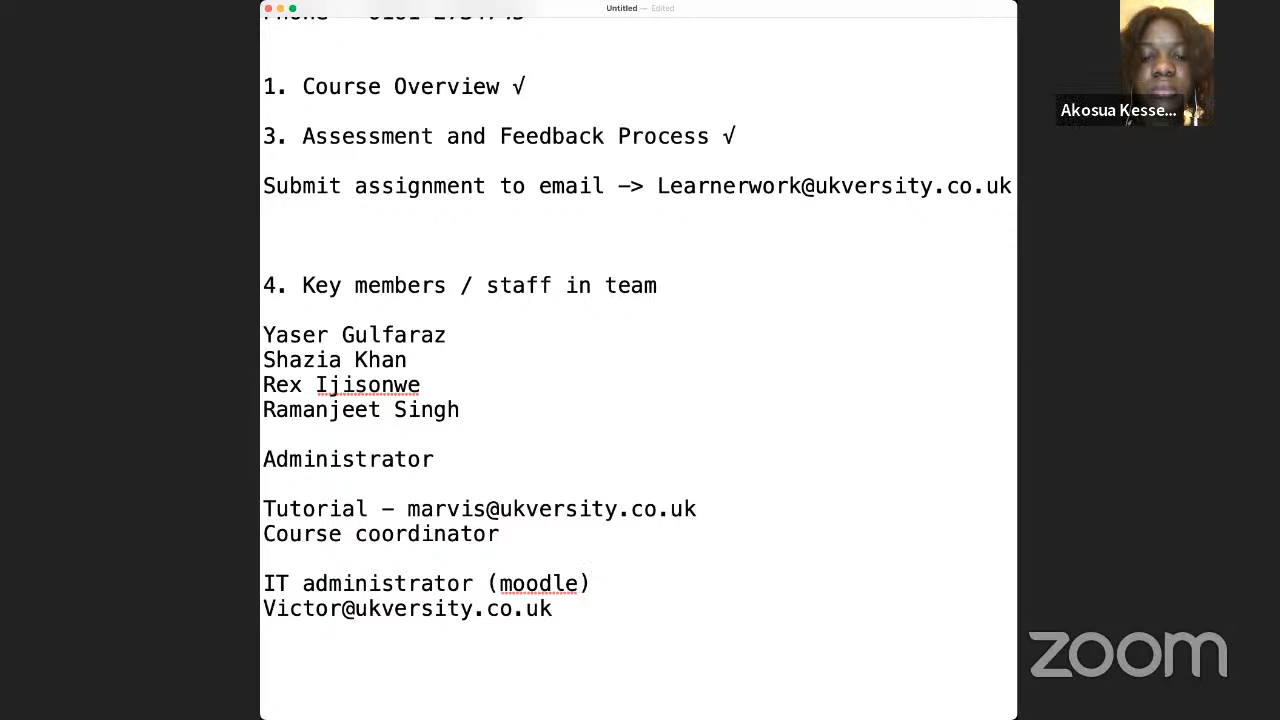 Untitled — Edited
1. Course Overview √
3. Assessment and Feedback Process √
Submit assignment to email —> Learnerwork@ukversity.co.uk
4. Key members / staff in team
Yaser Gulfaraz
Shazia Khan
Rex Ijisonwe
Ramanjeet Singh
Administrator
Tutorial – marvis@ukversity.co.uk
Course coordinator
IT administrator (moodle)
Victor@ukversity.co.uk
Akosua Kesse...
zoom